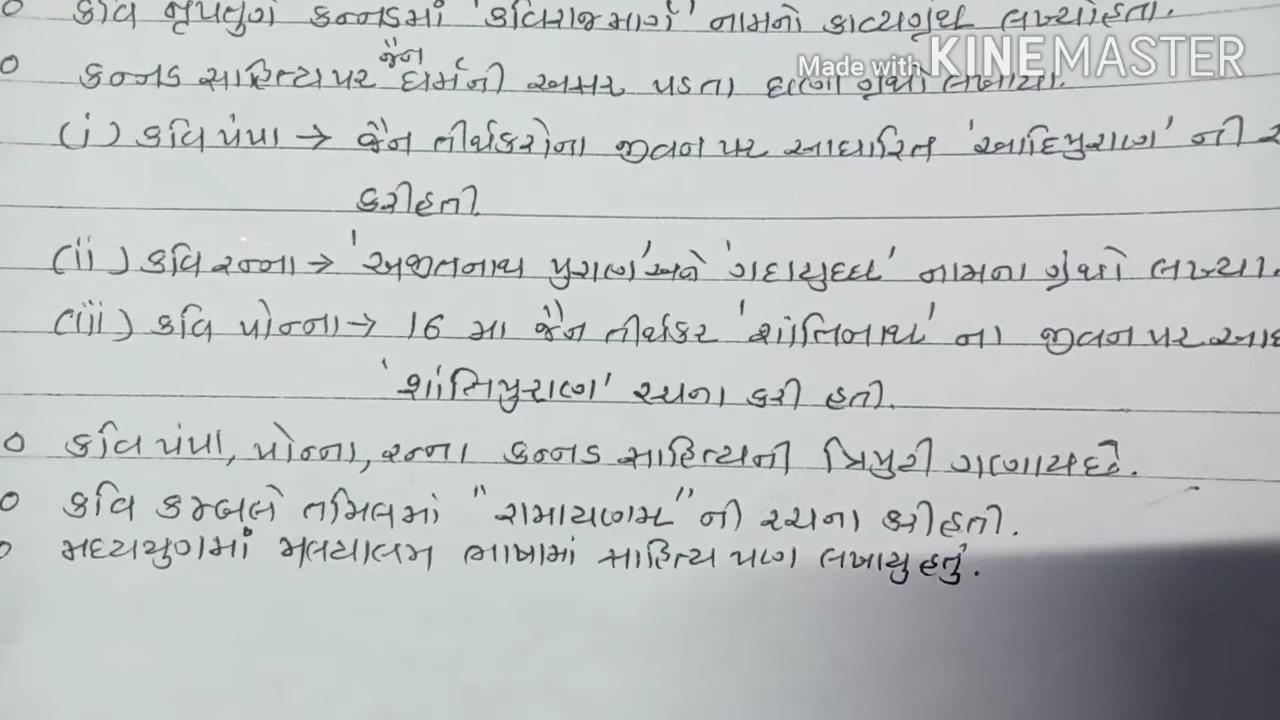 કવિ નૃપતુંગે કન્નડમાં 'કવિરાજમાર્ગ' નામનો કાવ્યગ્રંથ લખ્યોહતા.
Made with KINEMASTER
જૈન
કન્નડ સાહિત્ય પર ધર્મની અસર પડતા ઘણા ગ્રંથો લખાયા.
(i) કવિ પંપા → જૈન તીર્થંકરોના જીવન પર આધારિત 'આદિપુરાણ' ની ર
કરીહતી.
(ii) કવિ રન્ના → 'અજીતનાથ પુરાણ' અને 'ગદાયુદ્ધ' નામના ગ્રંથો લખ્યા.
(iii) કવિ પોન્ના → 16 મા જૈન તીર્થંકર 'શાંતિનાથ' ના જીવન પર આધ
'શાંતિપુરાણ' રચના કરી હતી.
કવિ પંપા, પોન્ના, રન્ના કન્નડ સાહિત્યની ત્રિપુટી ગણાયછે.
કવિ કમ્બલે તમિલમાં "રામાયણમ" ની રચના કરીહતી.
મધ્યયુગમાં મલયાલમ ભાષામાં સાહિત્ય પણ લખાયુ હતું.